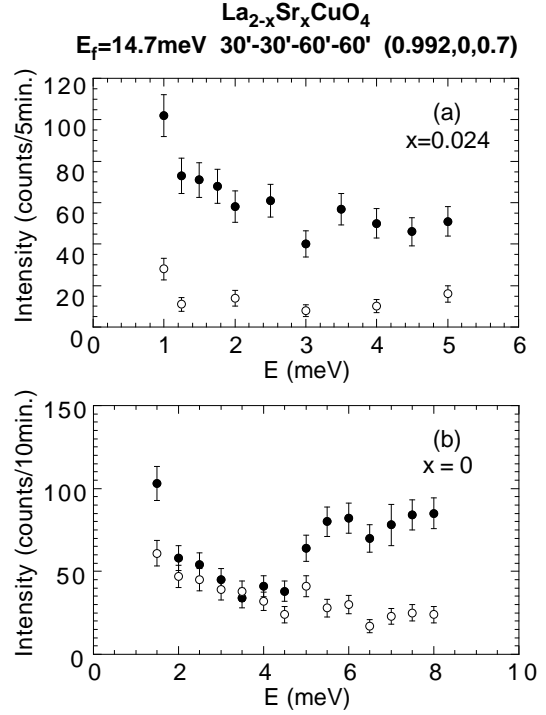 La₂₋ₓSrₓCuO₄
E_f=14.7meV 30'-30'-60'-60' (0.992,0,0.7)
120
100
80
60
40
20
0
Intensity (counts/5min.)
(a)
x=0.024
0 1 2 3 4 5 6
E (meV)
150
100
50
0
Intensity (counts/10min.)
(b)
x = 0
0 2 4 6 8 10
E (meV)